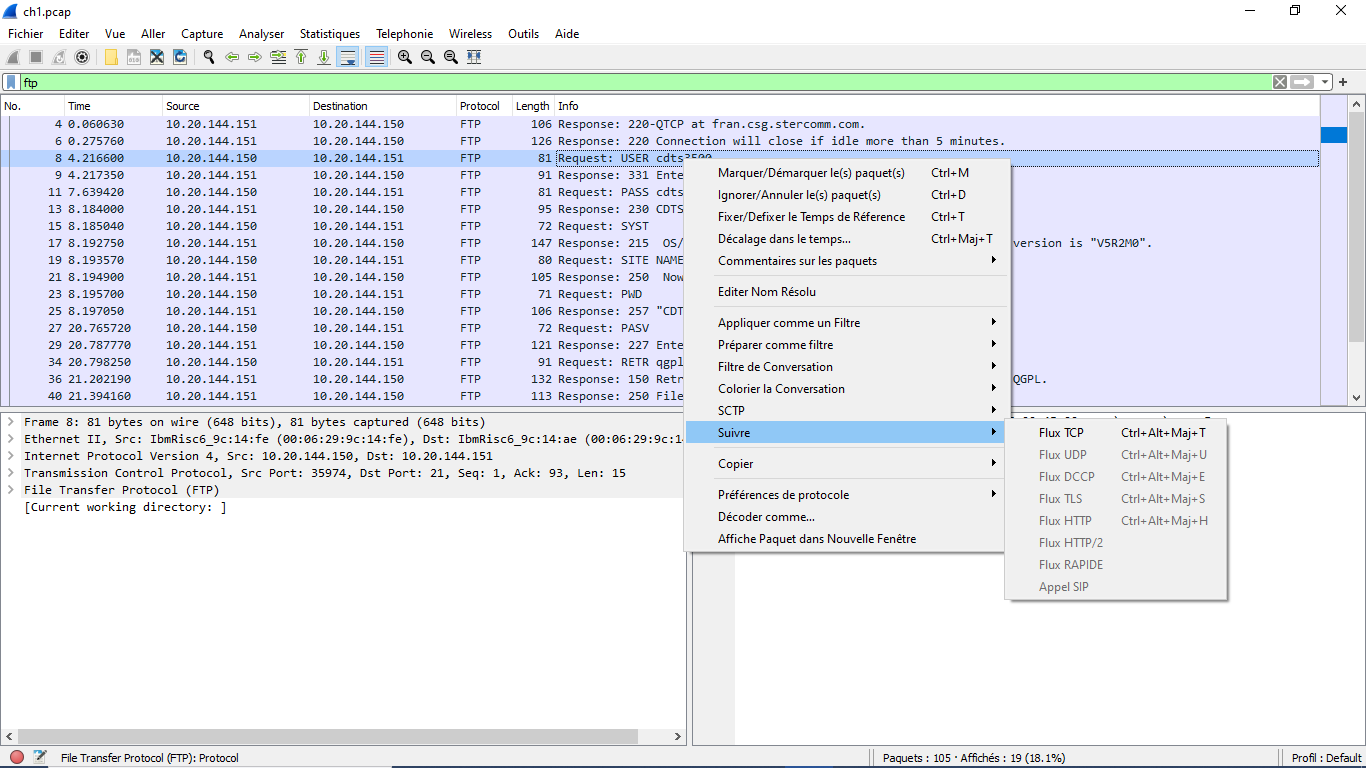 ch1.pcap
Fichier Editer Vue Aller Capture Analyser Statistiques Telephonie Wireless Outils Aide
ftp
No. Time Source Destination Protocol Length Info
4 0.060630 10.20.144.151 10.20.144.150 FTP 106 Response: 220-QTCP at fran.csg.stercomm.com.
6 0.275760 10.20.144.151 10.20.144.150 FTP 126 Response: 220 Connection will close if idle more than 5 minutes.
8 4.216600 10.20.144.150 10.20.144.151 FTP 81 Request: USER cdts3500
9 4.217350 10.20.144.151 10.20.144.150 FTP 91 Response: 331 Ente
11 7.639420 10.20.144.150 10.20.144.151 FTP 81 Request: PASS cdts
13 8.184000 10.20.144.151 10.20.144.150 FTP 95 Response: 230 CDTS
15 8.185040 10.20.144.150 10.20.144.151 FTP 72 Request: SYST
17 8.192750 10.20.144.151 10.20.144.150 FTP 147 Response: 215 OS/ version is "V5R2M0".
19 8.193570 10.20.144.150 10.20.144.151 FTP 80 Request: SITE NAME
21 8.194900 10.20.144.151 10.20.144.150 FTP 105 Response: 250 Now
23 8.195700 10.20.144.150 10.20.144.151 FTP 71 Request: PWD
25 8.197050 10.20.144.151 10.20.144.150 FTP 106 Response: 257 "CDT
27 20.765720 10.20.144.150 10.20.144.151 FTP 72 Request: PASV
29 20.787770 10.20.144.151 10.20.144.150 FTP 121 Response: 227 Ente
34 20.798250 10.20.144.150 10.20.144.151 FTP 91 Request: RETR qgpl
36 21.202190 10.20.144.151 10.20.144.150 FTP 132 Response: 150 Retr QGPL.
40 21.394160 10.20.144.151 10.20.144.150 FTP 113 Response: 250 File
Marquer/Démarquer le(s) paquet(s) Ctrl+M
Ignorer/Annuler le(s) paquet(s) Ctrl+D
Fixer/Defixer le Temps de Réference Ctrl+T
Décalage dans le temps... Ctrl+Maj+T
Commentaires sur les paquets
Editer Nom Résolu
Appliquer comme un Filtre
Préparer comme filtre
Filtre de Conversation
Colorier la Conversation
SCTP
Suivre
Copier
Préférences de protocole
Décoder comme...
Affiche Paquet dans Nouvelle Fenêtre
Flux TCP Ctrl+Alt+Maj+T
Flux UDP Ctrl+Alt+Maj+U
Flux DCCP Ctrl+Alt+Maj+E
Flux TLS Ctrl+Alt+Maj+S
Flux HTTP Ctrl+Alt+Maj+H
Flux HTTP/2
Flux RAPIDE
Appel SIP
Frame 8: 81 bytes on wire (648 bits), 81 bytes captured (648 bits)
Ethernet II, Src: IbmRisc6_9c:14:fe (00:06:29:9c:14:fe), Dst: IbmRisc6_9c:14:ae (00:06:29:9c:14
Internet Protocol Version 4, Src: 10.20.144.150, Dst: 10.20.144.151
Transmission Control Protocol, Src Port: 35974, Dst Port: 21, Seq: 1, Ack: 93, Len: 15
File Transfer Protocol (FTP)
[Current working directory: ]
File Transfer Protocol (FTP): Protocol
Paquets : 105 · Affichés : 19 (18.1%)
Profil : Default